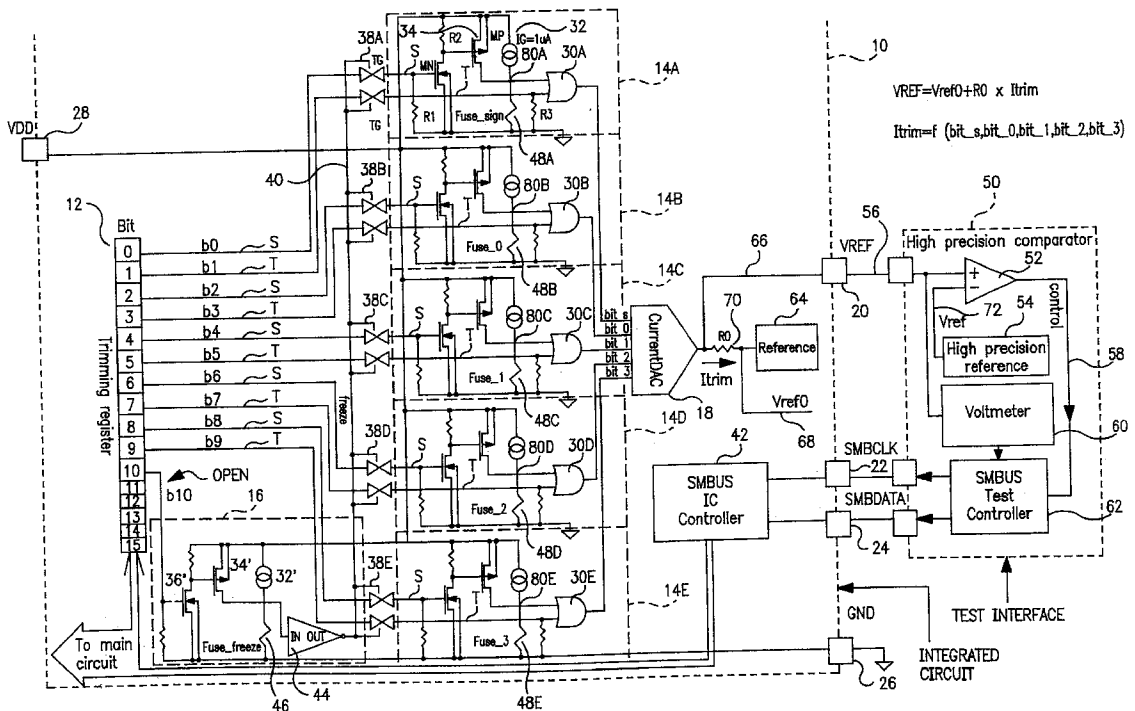 34
R2
MP
IG=1uA
32
10
38A
80A
30A
TG
S
MN
T
14A
VREF=Vref0+R0 x Itrim
TG
R1
Fuse_sign
R3
Itrim=f (bit_s,bit_0,bit_1,bit_2,bit_3)
VDD
28
48A
40
38B
80B
30B
S
T
14B
50
12
Bit
Fuse_0
56
High precision comparator
0
b0
S
66
VREF
52
1
b1
T
14C
2
b2
S
48B
20
control
3
b3
T
38C
80C
30C
bit s
CurrentDAC
70
64
72
54
4
b4
S
S
T
bit 0
R0
Reference
Vref
5
b5
T
bit 1
Itrim
High precision
reference
58
6
b6
S
Fuse_1
bit 2
7
b7
T
freeze
bit 3
18
Vref0
Voltmeter
8
b8
S
48C
14D
68
60
9
b9
T
38D
80D
30D
42
SMBCLK
10
OPEN
S
T
22
11
b10
SMBUS
IC
Controller
SMBDATA
SMBUS
Test
Controller
12
16
Fuse_2
13
14
48D
24
62
15
Trimming register
36'
34'
32'
38E
80E
30E
S
T
14E
GND
TEST INTERFACE
To main
circuit
Fuse_freeze
IN OUT
Fuse_3
INTEGRATED
CIRCUIT
46
44
48E
26